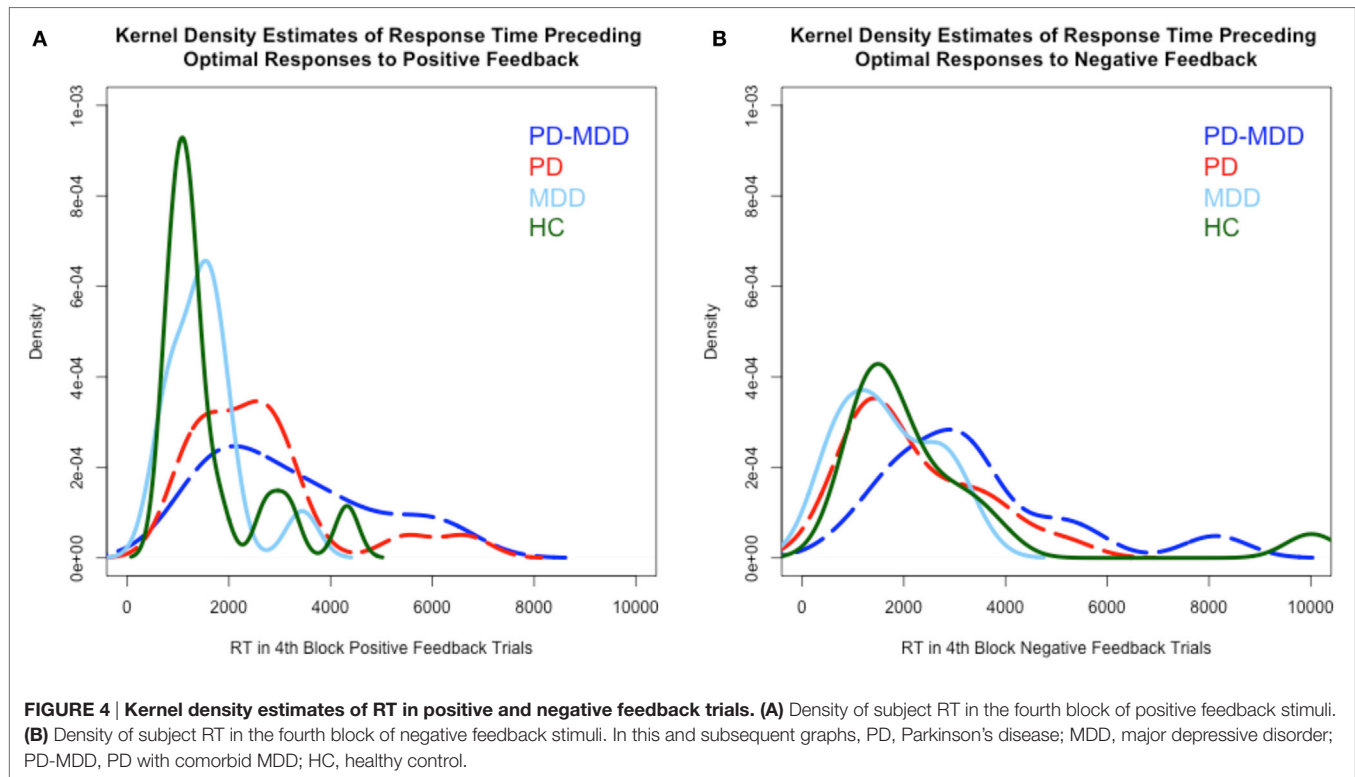 A
Kernel Density Estimates of Response Time Preceding
Optimal Responses to Positive Feedback
1e-03
8e-04
6e-04
4e-04
2e-04
0e+00
Density
PD-MDD
PD
MDD
HC
0 2000 4000 6000 8000 10000
RT in 4th Block Positive Feedback Trials
B
Kernel Density Estimates of Response Time Preceding
Optimal Responses to Negative Feedback
1e-03
8e-04
6e-04
4e-04
2e-04
0e+00
Density
PD-MDD
PD
MDD
HC
0 2000 4000 6000 8000 10000
RT in 4th Block Negative Feedback Trials
FIGURE 4 | Kernel density estimates of RT in positive and negative feedback trials. (A) Density of subject RT in the fourth block of positive feedback stimuli.
(B) Density of subject RT in the fourth block of negative feedback stimuli. In this and subsequent graphs, PD, Parkinson's disease; MDD, major depressive disorder;
PD-MDD, PD with comorbid MDD; HC, healthy control.